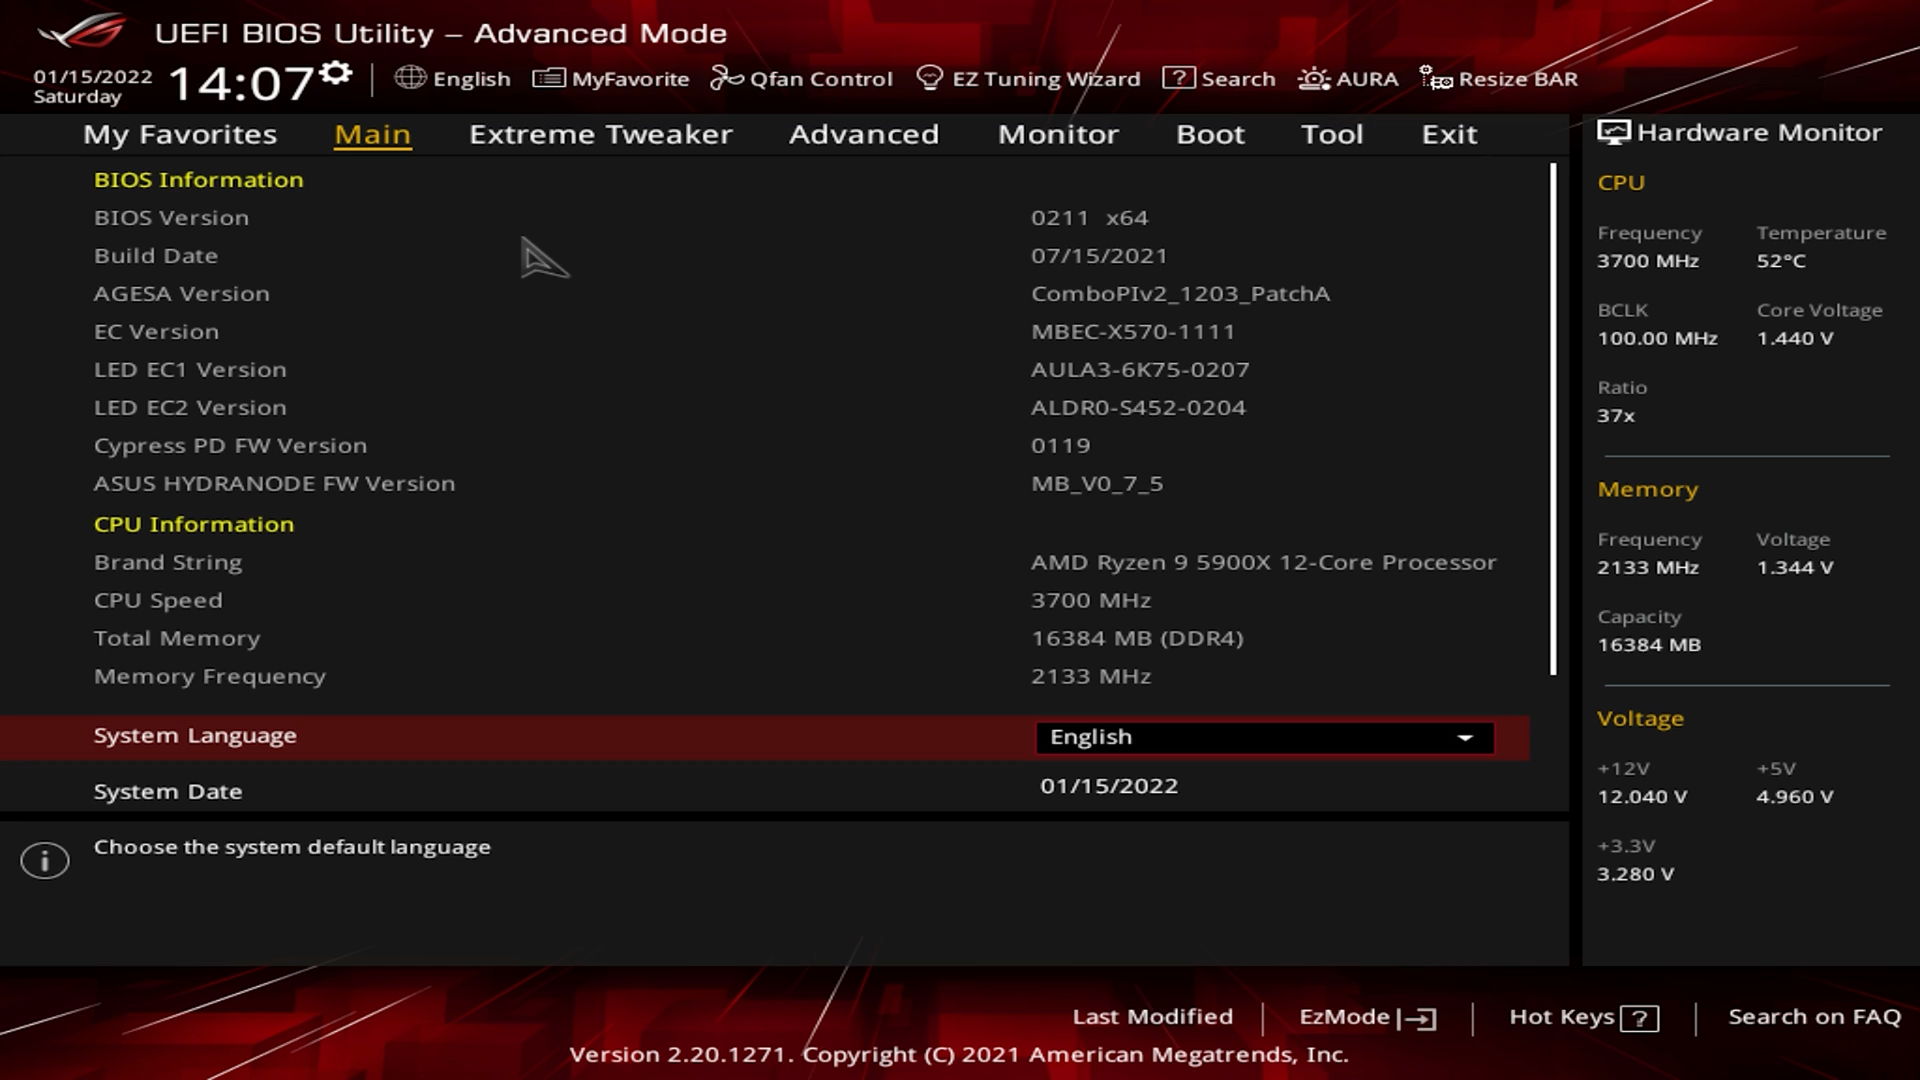 UEFI BIOS Utility – Advanced Mode
01/15/2022
Saturday
14:07
English MyFavorite Qfan Control EZ Tuning Wizard ? Search AURA Resize BAR
My Favorites Main Extreme Tweaker Advanced Monitor Boot Tool Exit
BIOS Information
BIOS Version 0211 x64
Build Date 07/15/2021
AGESA Version ComboPIv2_1203_PatchA
EC Version MBEC-X570-1111
LED EC1 Version AULA3-6K75-0207
LED EC2 Version ALDR0-S452-0204
Cypress PD FW Version 0119
ASUS HYDRANODE FW Version MB_V0_7_5
CPU Information
Brand String AMD Ryzen 9 5900X 12-Core Processor
CPU Speed 3700 MHz
Total Memory 16384 MB (DDR4)
Memory Frequency 2133 MHz
System Language English
System Date 01/15/2022
Choose the system default language
Hardware Monitor
CPU
Frequency Temperature
3700 MHz 52°C
BCLK Core Voltage
100.00 MHz 1.440 V
Ratio
37x
Memory
Frequency Voltage
2133 MHz 1.344 V
Capacity
16384 MB
Voltage
+12V +5V
12.040 V 4.960 V
+3.3V
3.280 V
Last Modified EzMode Hot Keys ? Search on FAQ
Version 2.20.1271. Copyright (C) 2021 American Megatrends, Inc.